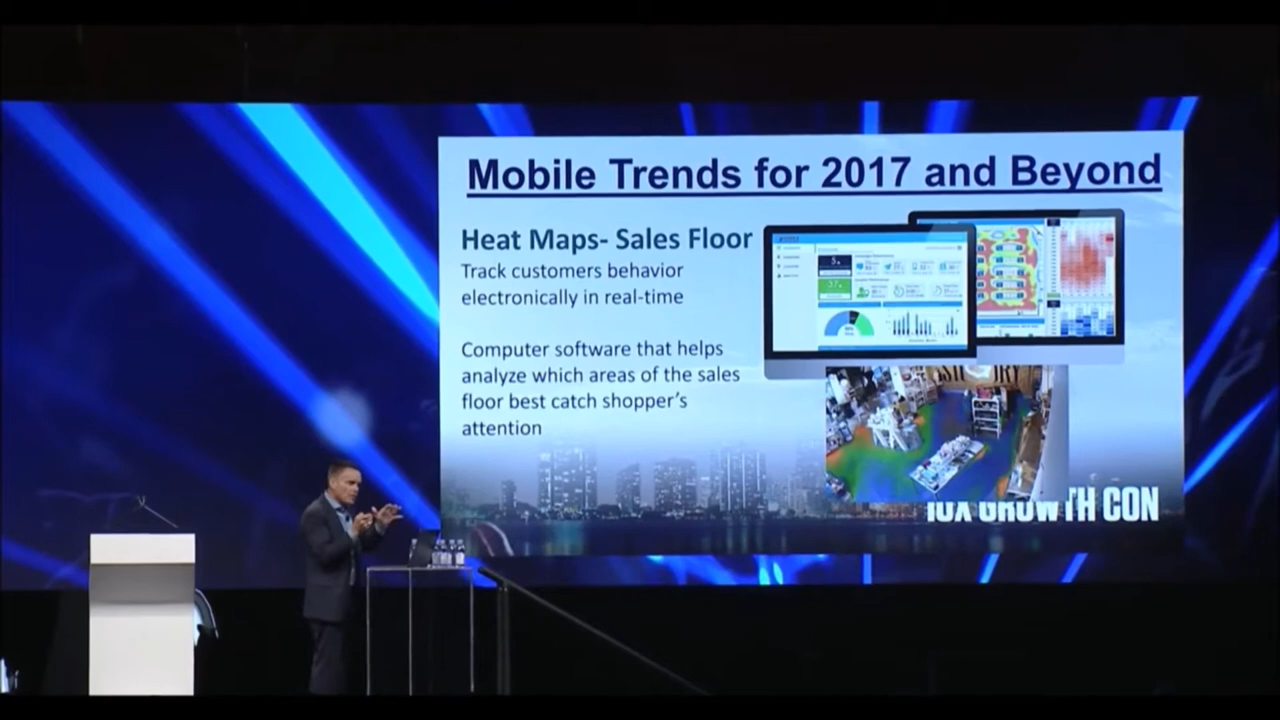 Mobile Trends for 2017 and Beyond
Heat Maps- Sales Floor
Track customers behavior
electronically in real-time
Computer software that helps
analyze which areas of the sales
floor best catch shopper's
attention
10X GROWTH CON